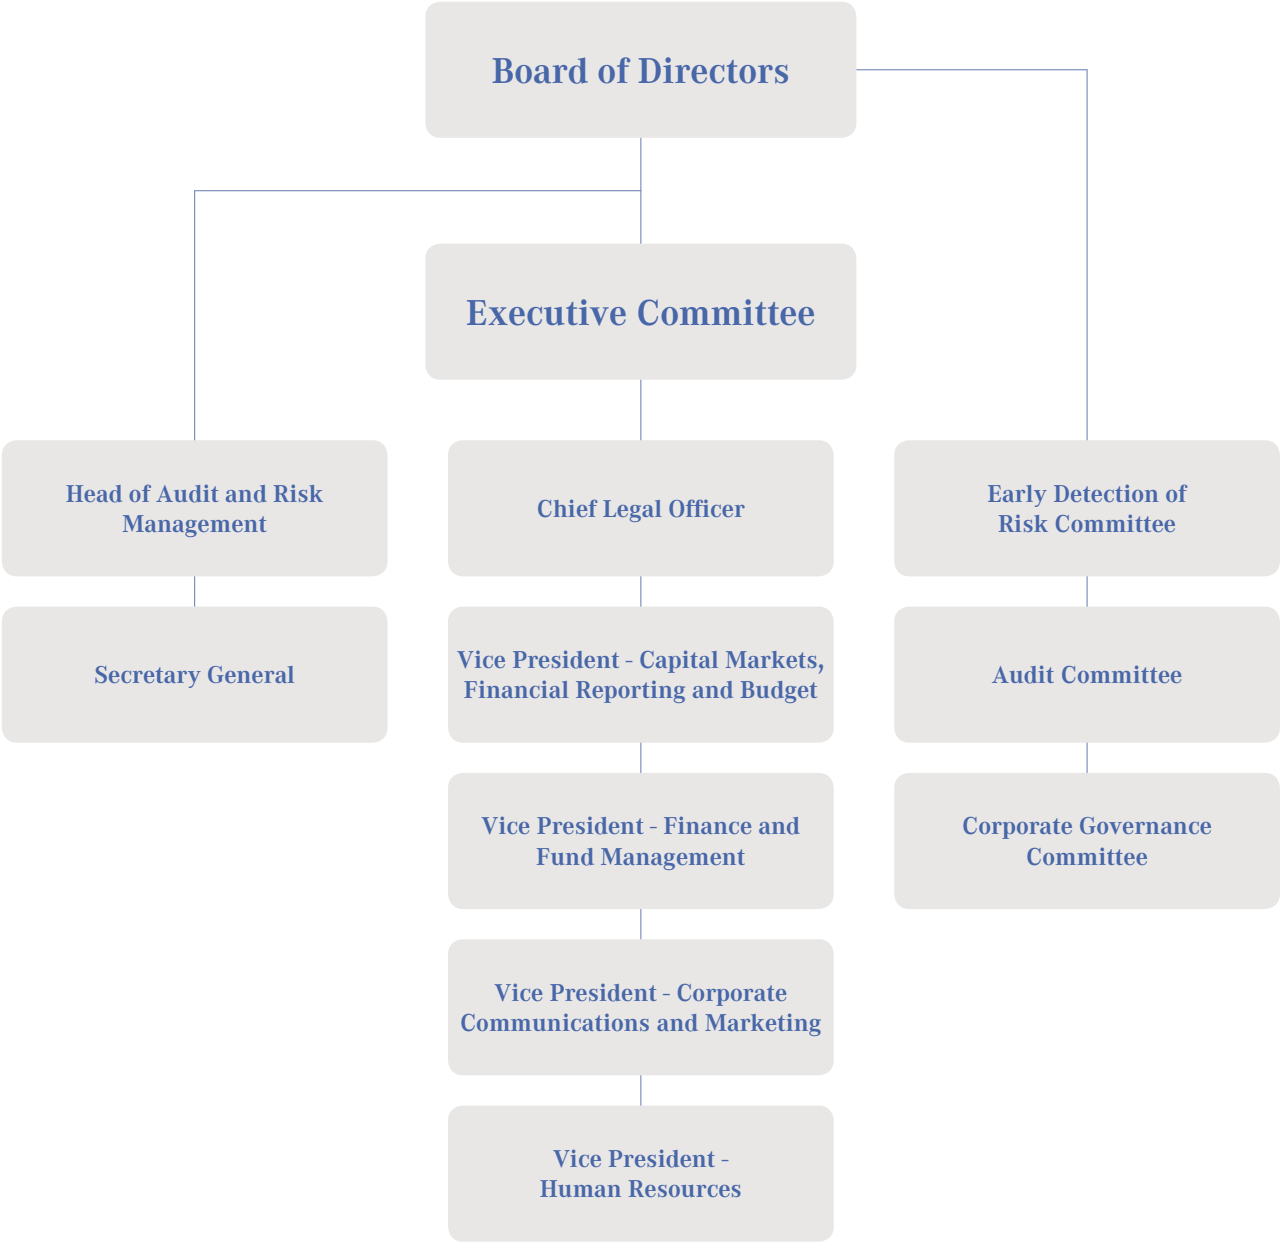 Board of Directors
Executive Committee
Head of Audit and Risk
Management
Secretary General
Chief Legal Officer
Vice President - Capital Markets,
Financial Reporting and Budget
Vice President - Finance and
Fund Management
Vice President - Corporate
Communications and Marketing
Vice President -
Human Resources
Early Detection of
Risk Committee
Audit Committee
Corporate Governance
Committee